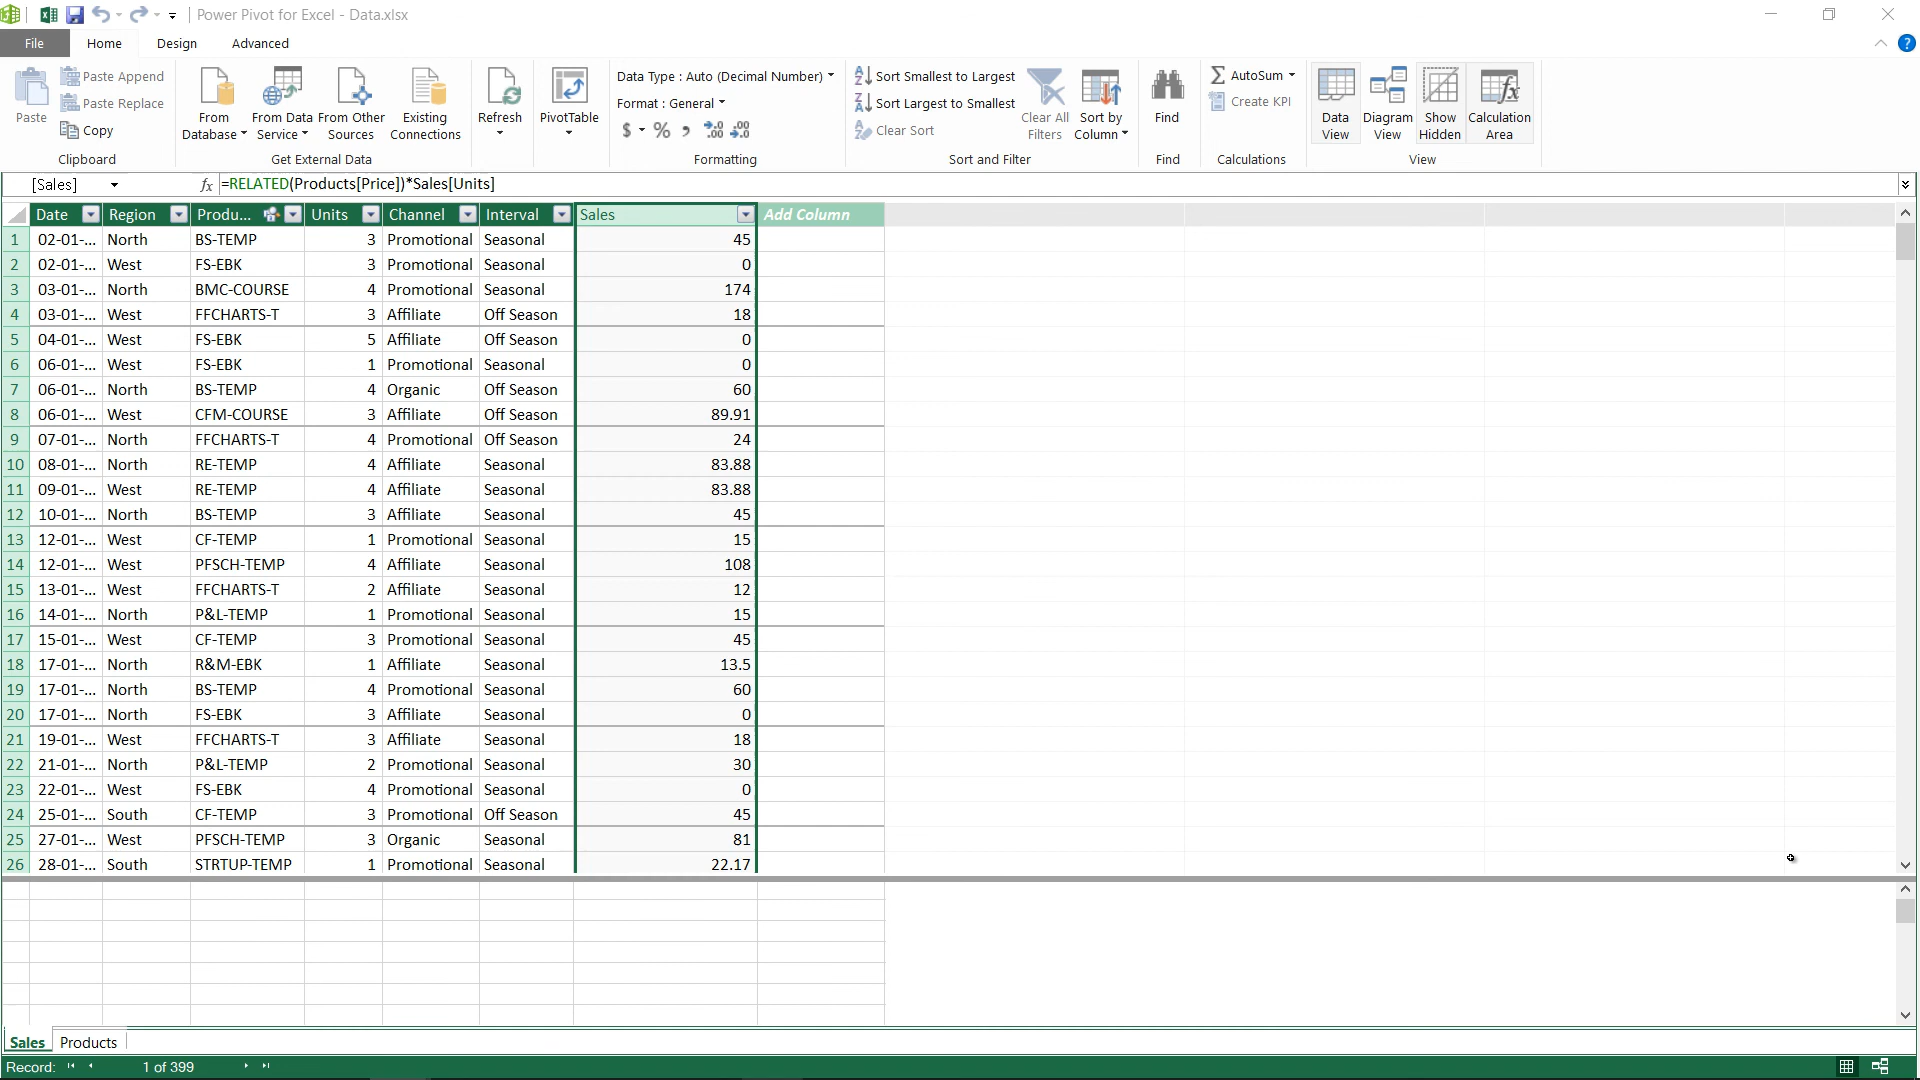 Power Pivot for Excel - Data.xlsx
File Home Design Advanced
Paste
Paste Append
Paste Replace
Copy
Clipboard
From Database
From Data Service
From Other Sources
Existing Connections
Get External Data
Refresh
PivotTable
Data Type : Auto (Decimal Number)
Format : General
$ % ,
Formatting
Sort Smallest to Largest
Sort Largest to Smallest
Clear Sort
Clear All Filters
Sort by Column
Sort and Filter
Find
Find
AutoSum
Create KPI
Calculations
Data View
Diagram View
Show Hidden
Calculation Area
View
[Sales] fx =RELATED(Products[Price])*Sales[Units]
Date Region Produ... Units Channel Interval Sales Add Column
1 02-01-... North BS-TEMP 3 Promotional Seasonal 45
2 02-01-... West FS-EBK 3 Promotional Seasonal 0
3 03-01-... North BMC-COURSE 4 Promotional Seasonal 174
4 03-01-... West FFCHARTS-T 3 Affiliate Off Season 18
5 04-01-... West FS-EBK 5 Affiliate Off Season 0
6 06-01-... West FS-EBK 1 Promotional Seasonal 0
7 06-01-... North BS-TEMP 4 Organic Off Season 60
8 06-01-... West CFM-COURSE 3 Affiliate Off Season 89.91
9 07-01-... North FFCHARTS-T 4 Promotional Off Season 24
10 08-01-... North RE-TEMP 4 Affiliate Seasonal 83.88
11 09-01-... West RE-TEMP 4 Affiliate Seasonal 83.88
12 10-01-... North BS-TEMP 3 Affiliate Seasonal 45
13 12-01-... West CF-TEMP 1 Promotional Seasonal 15
14 12-01-... West PFSCH-TEMP 4 Affiliate Seasonal 108
15 13-01-... West FFCHARTS-T 2 Affiliate Seasonal 12
16 14-01-... North P&L-TEMP 1 Promotional Seasonal 15
17 15-01-... West CF-TEMP 3 Promotional Seasonal 45
18 17-01-... North R&M-EBK 1 Affiliate Seasonal 13.5
19 17-01-... North BS-TEMP 4 Promotional Seasonal 60
20 17-01-... North FS-EBK 3 Affiliate Seasonal 0
21 19-01-... West FFCHARTS-T 3 Affiliate Seasonal 18
22 21-01-... North P&L-TEMP 2 Promotional Seasonal 30
23 22-01-... West FS-EBK 4 Promotional Seasonal 0
24 25-01-... South CF-TEMP 3 Promotional Off Season 45
25 27-01-... West PFSCH-TEMP 3 Organic Seasonal 81
26 28-01-... South STRTUP-TEMP 1 Promotional Seasonal 22.17
Sales Products
Record: 1 of 399